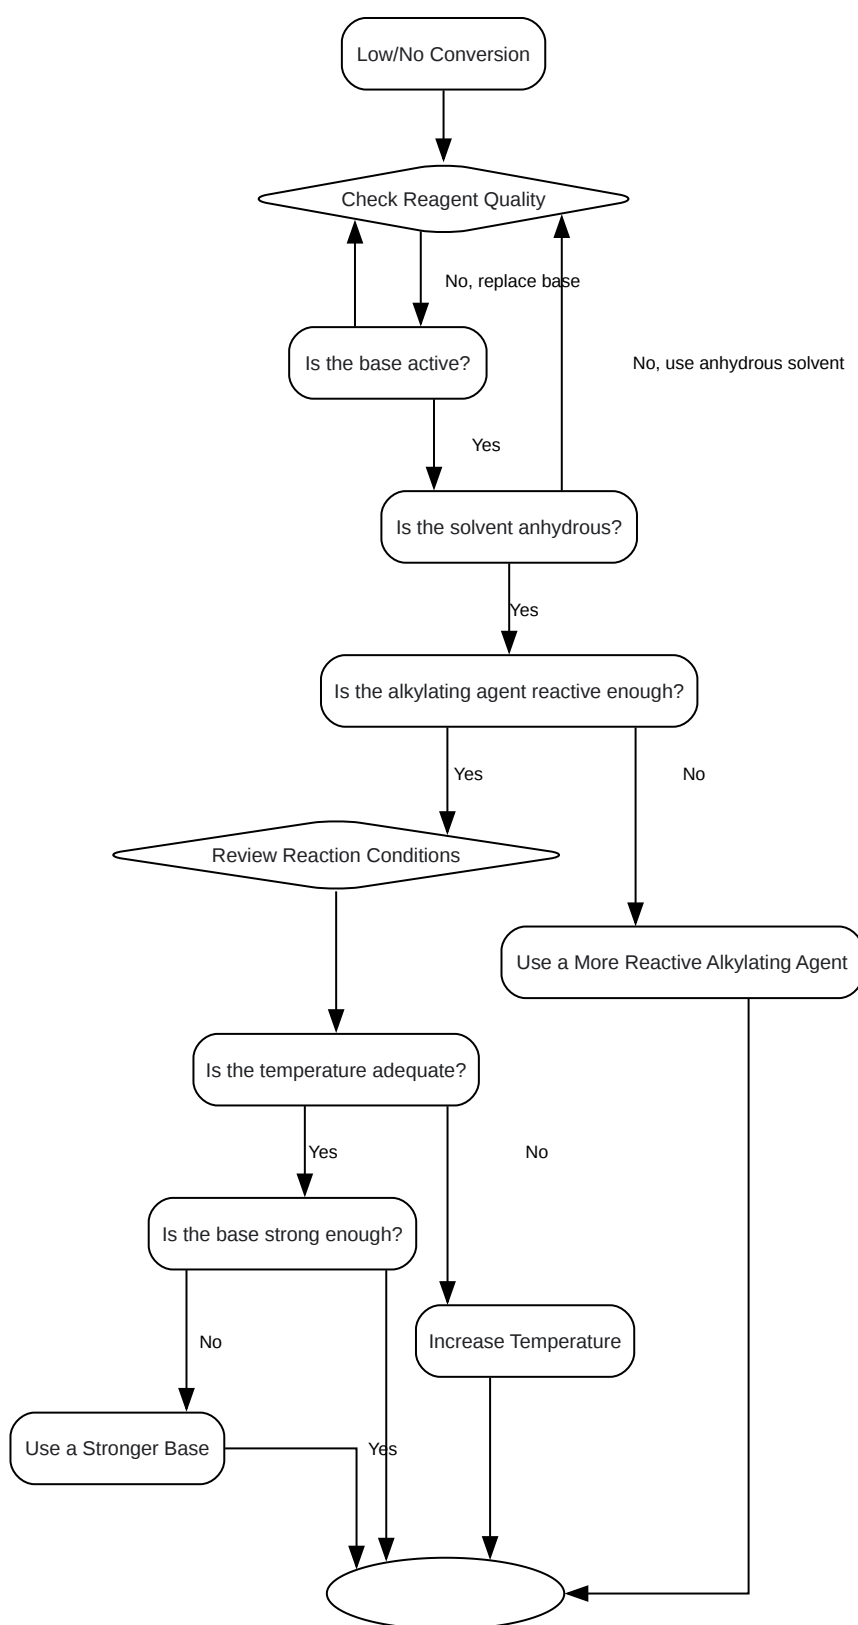 Low/No Conversion
Check Reagent Quality
No, replace base
Is the base active?
No, use anhydrous solvent
Yes
Is the solvent anhydrous?
Yes
Is the alkylating agent reactive enough?
Yes
No
Review Reaction Conditions
Use a More Reactive Alkylating Agent
Is the temperature adequate?
Yes
No
Is the base strong enough?
No
Increase Temperature
Use a Stronger Base
Yes